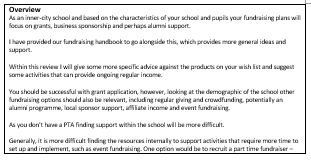 Overview
As an inner-city school and based on the characteristics of your school and pupils your fundraising plans will
focus on grants, business sponsorship and perhaps alumni support.
I have provided our fundraising handbook to go alongside this, which provides more general ideas and
support.
Within this review I will give some more specific advice against the products on your wish list and suggest
some activities that can provide ongoing regular income.
You should be successful with grant application, however, looking at the demographic of the school other
fundraising options should also be relevant, including regular giving and crowdfunding, potentially an
alumni programme, local sponsor support, affiliate income and event fundraising.
As you don't have a PTA finding support within the school will be more difficult.
Generally, it is more difficult finding the resources internally to support activities that require more time to
set up and implement, such as event fundraising. One option would be to recruit a part time fundraiser –